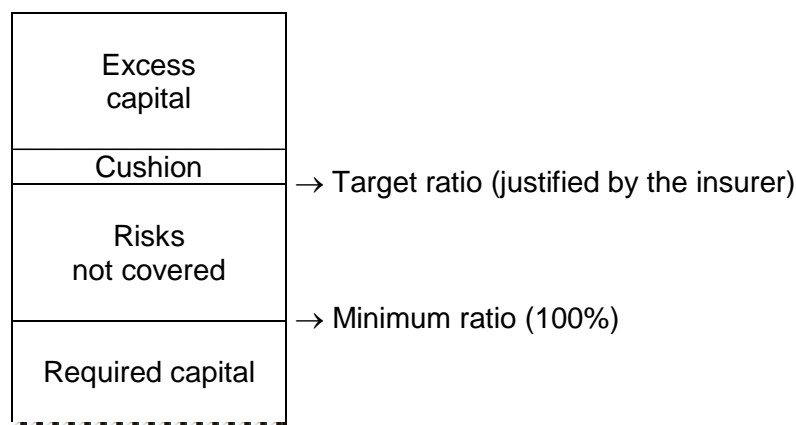 Excess
capital
Cushion
→ Target ratio (justified by the insurer)
Risks
not covered
→ Minimum ratio (100%)
Required capital